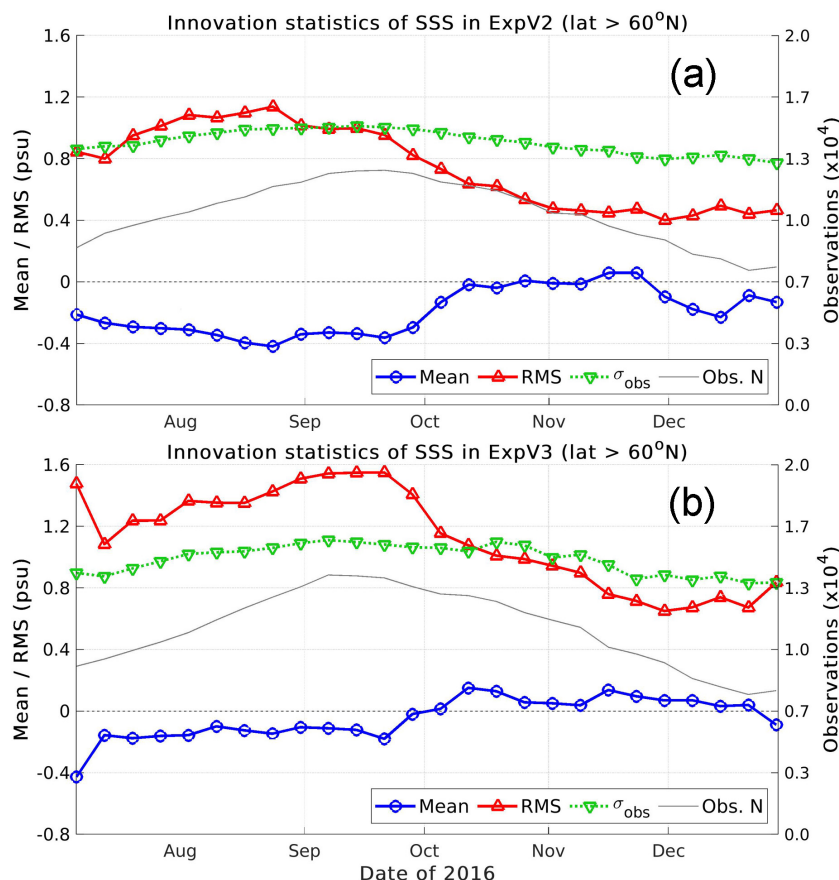 Innovation statistics of SSS in ExpV2 (lat > 60°N)
(a)
Mean / RMS (psu)
1.6
1.2
0.8
0.4
0
-0.4
-0.8
2.0
1.7
1.3
1.0
0.7
0.3
0.0
Observations (x10⁴)
Mean RMS σobs Obs. N
Aug Sep Oct Nov Dec
Innovation statistics of SSS in ExpV3 (lat > 60°N)
(b)
Mean / RMS (psu)
1.6
1.2
0.8
0.4
0
-0.4
-0.8
2.0
1.7
1.3
1.0
0.7
0.3
0.0
Observations (x10⁴)
Mean RMS σobs Obs. N
Aug Sep Oct Nov Dec
Date of 2016